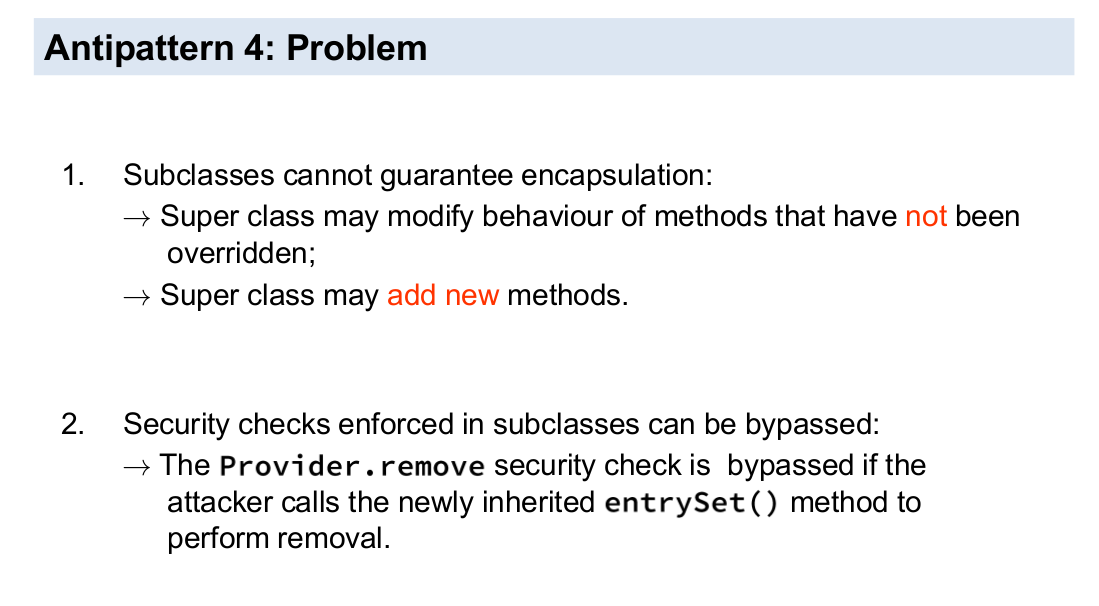 Antipattern 4: Problem
1. Subclasses cannot guarantee encapsulation:
→ Super class may modify behaviour of methods that have not been
overridden;
→ Super class may add new methods.
2. Security checks enforced in subclasses can be bypassed:
→ The Provider.remove security check is bypassed if the
attacker calls the newly inherited entrySet() method to
perform removal.